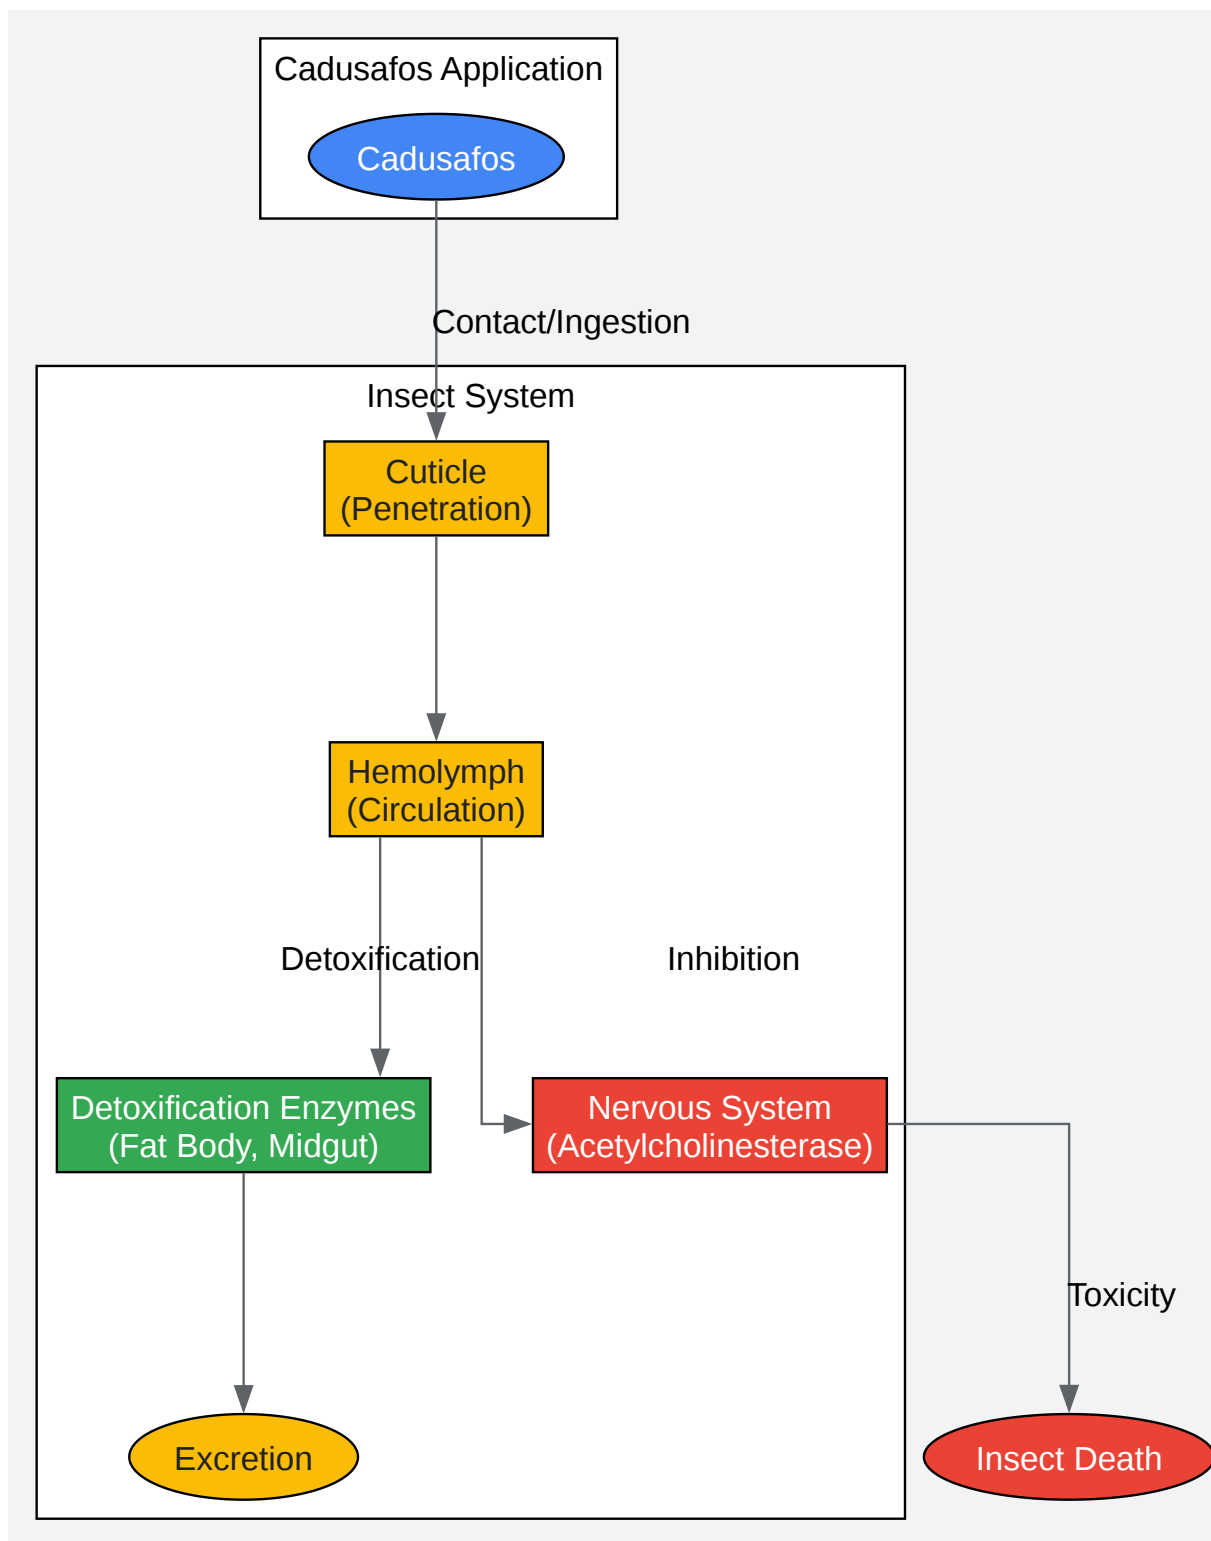 Cadusafos Application
Cadusafos
Contact/Ingestion
Insect System
Cuticle
(Penetration)
Hemolymph
(Circulation)
Detoxification
Inhibition
Detoxification Enzymes
(Fat Body, Midgut)
Nervous System
(Acetylcholinesterase)
Toxicity
Excretion
Insect Death